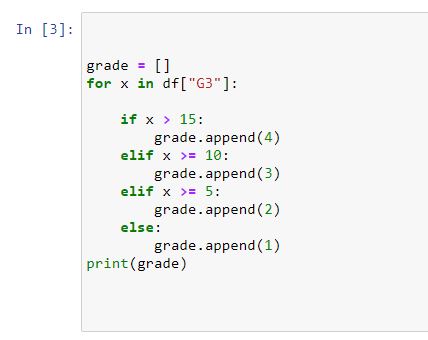 In [3]:
grade = []
for x in df["G3"]:
    if x > 15:
        grade.append(4)
    elif x >= 10:
        grade.append(3)
    elif x >= 5:
        grade.append(2)
    else:
        grade.append(1)
print(grade)